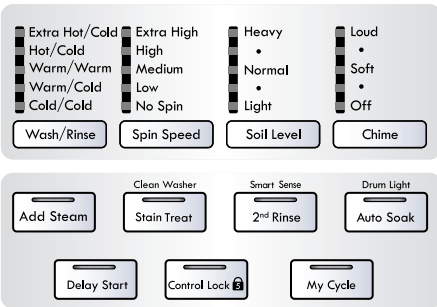 Extra Hot/Cold
Hot/Cold
Warm/Warm
Warm/Cold
Cold/Cold
Wash/Rinse
Extra High
High
Medium
Low
No Spin
Spin Speed
Heavy
•
Normal
•
Light
Soil Level
Loud
•
Soft
•
Off
Chime
Add Steam
Clean Washer
Stain Treat
Smart Sense
2nd Rinse
Drum Light
Auto Soak
Delay Start
Control Lock 5
My Cycle